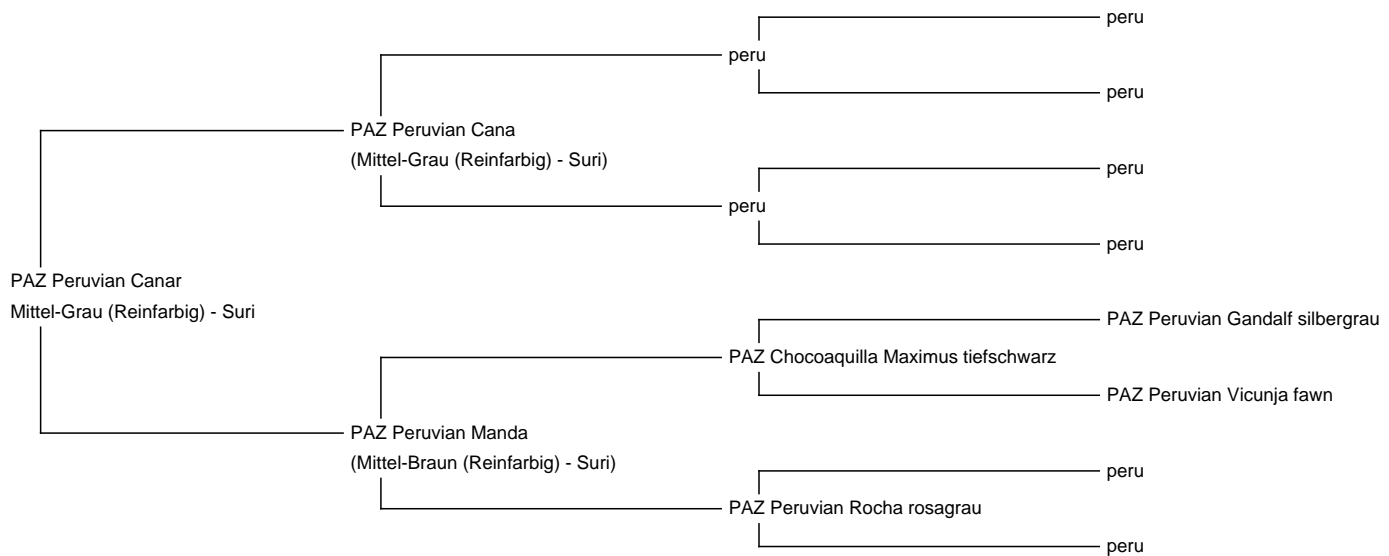 peru
peru
peru
PAZ Peruvian Cana
(Mittel-Grau (Reinfarbig) - Suri)
peru
peru
peru
PAZ Peruvian Canar
Mittel-Grau (Reinfarbig) - Suri
PAZ Peruvian Gandalf silbergrau
PAZ Chocoaquilla Maximus tiefschwarz
PAZ Peruvian Vicunja fawn
PAZ Peruvian Manda
(Mittel-Braun (Reinfarbig) - Suri)
peru
PAZ Peruvian Rocha rosagrau
peru